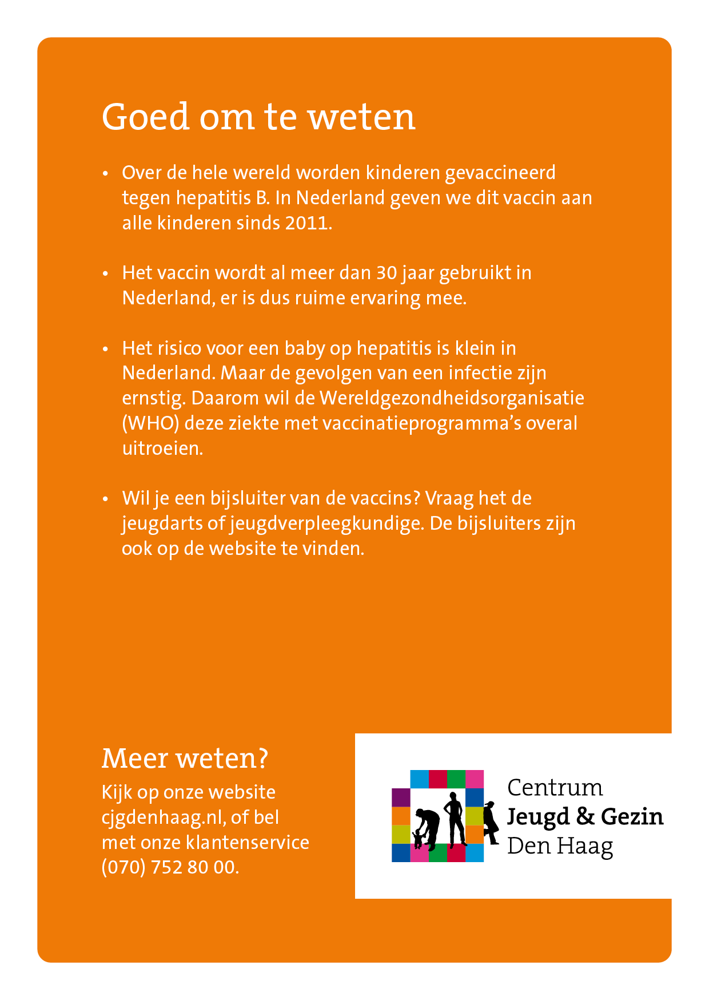 Goed om te weten
• Over de hele wereld worden kinderen gevaccineerd
tegen hepatitis B. In Nederland geven we dit vaccin aan
alle kinderen sinds 2011.
• Het vaccin wordt al meer dan 30 jaar gebruikt in
Nederland, er is dus ruime ervaring mee.
• Het risico voor een baby op hepatitis is klein in
Nederland. Maar de gevolgen van een infectie zijn
ernstig. Daarom wil de Wereldgezondheidsorganisatie
(WHO) deze ziekte met vaccinatieprogramma’s overal
uitroeien.
• Wil je een bijsluiter van de vaccins? Vraag het de
jeugdarts of jeugdverpleegkundige. De bijsluiters zijn
ook op de website te vinden.
Meer weten?
Kijk op onze website
cjgdenhaag.nl, of bel
met onze klantenservice
(070) 752 80 00.
Centrum
Jeugd & Gezin
Den Haag